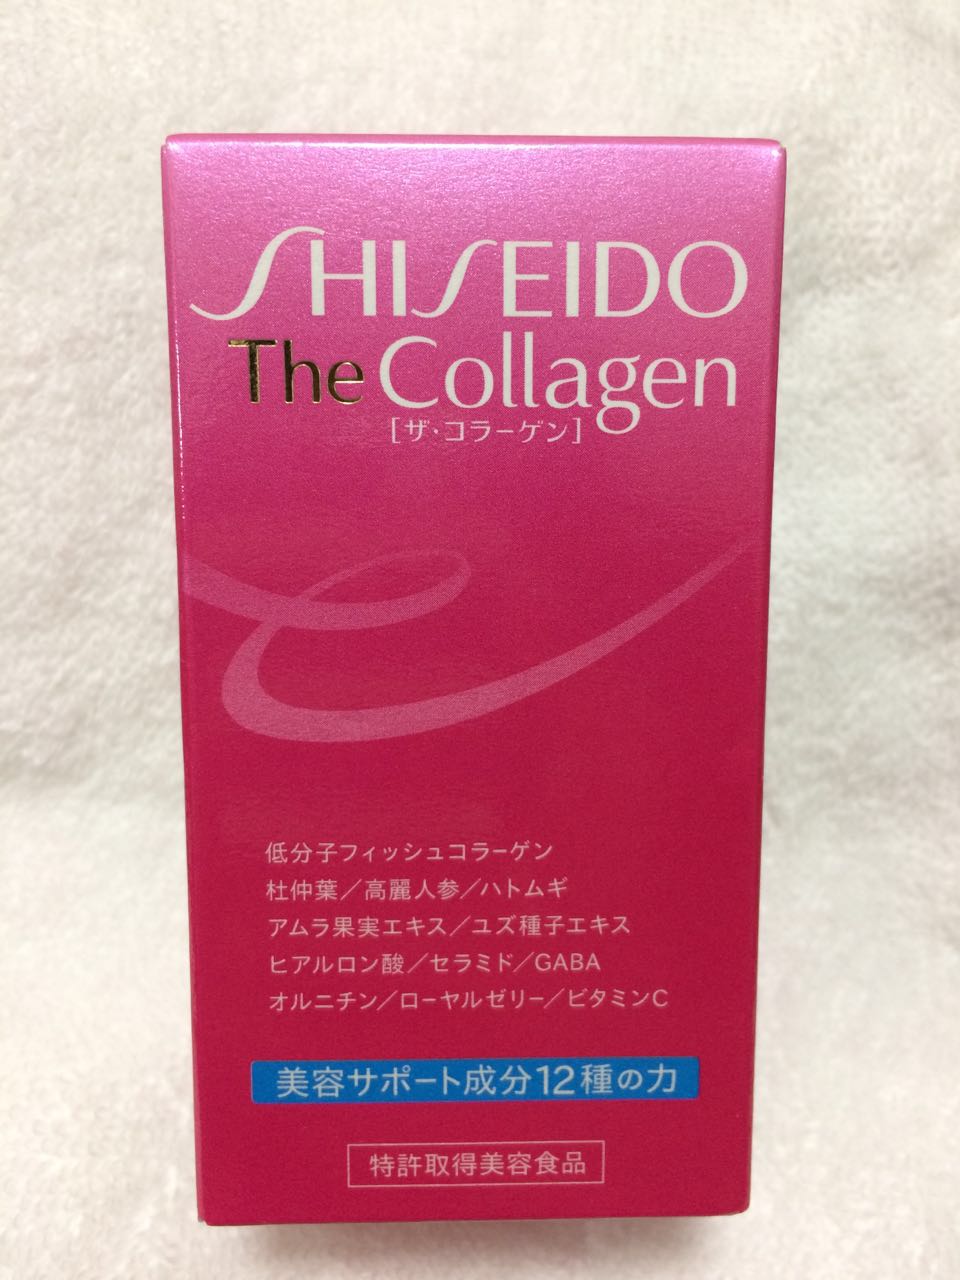 SHISEIDO
The Collagen
[ザ・コラーゲン]
低分子フィッシュコラーゲン
杜仲葉／高麗人参／ハトムギ
アムラ果実エキス／ユズ種子エキス
ヒアルロン酸／セラミド／GABA
オルニチン／ローヤルゼリー／ビタミンC
美容サポート成分12種の力
特許取得美容食品